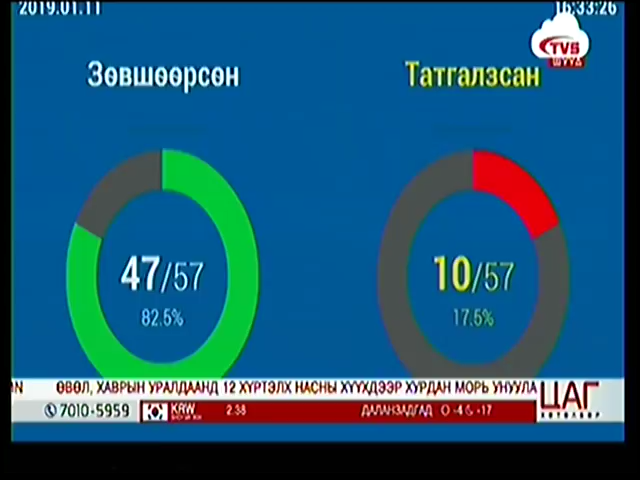 2019.01.11
16:33:26
TV5
ШУУД
Зөвшөөрсөн
Татгалзсан
47/57
82.5%
10/57
17.5%
ӨВӨЛ, ХАВРЫН УРАЛДААНД 12 ХҮРТЭЛХ НАСНЫ ХҮҮХДЭЭР ХУРДАН МОРЬ УНУУЛА
ЦАГ
ХӨТӨЛБӨР
7010-5959
KRW
2.38
ДАЛАНЗАДГАД
-4
-17